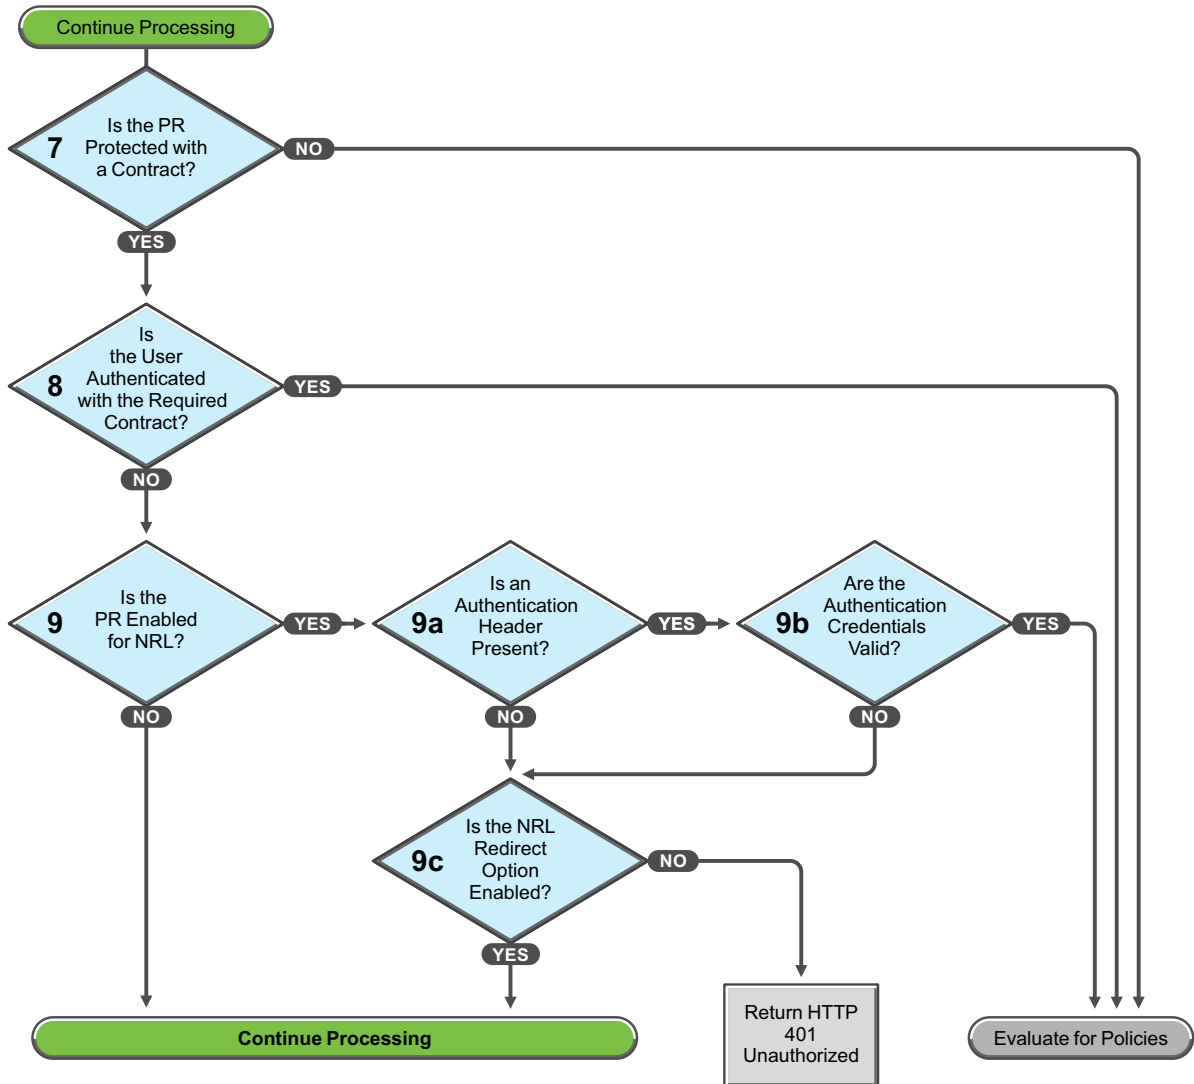 Continue Processing
7
Is the PR
Protected with
a Contract?
NO
YES
8
Is
the User
Authenticated
with the Required
Contract?
YES
NO
9
Is the
PR Enabled
for NRL?
YES
NO
9a
Is an
Authentication
Header
Present?
YES
NO
9b
Are the
Authentication
Credentials
Valid?
YES
NO
9c
Is the NRL
Redirect
Option
Enabled?
NO
YES
Continue Processing
Return HTTP
401
Unauthorized
Evaluate for Policies